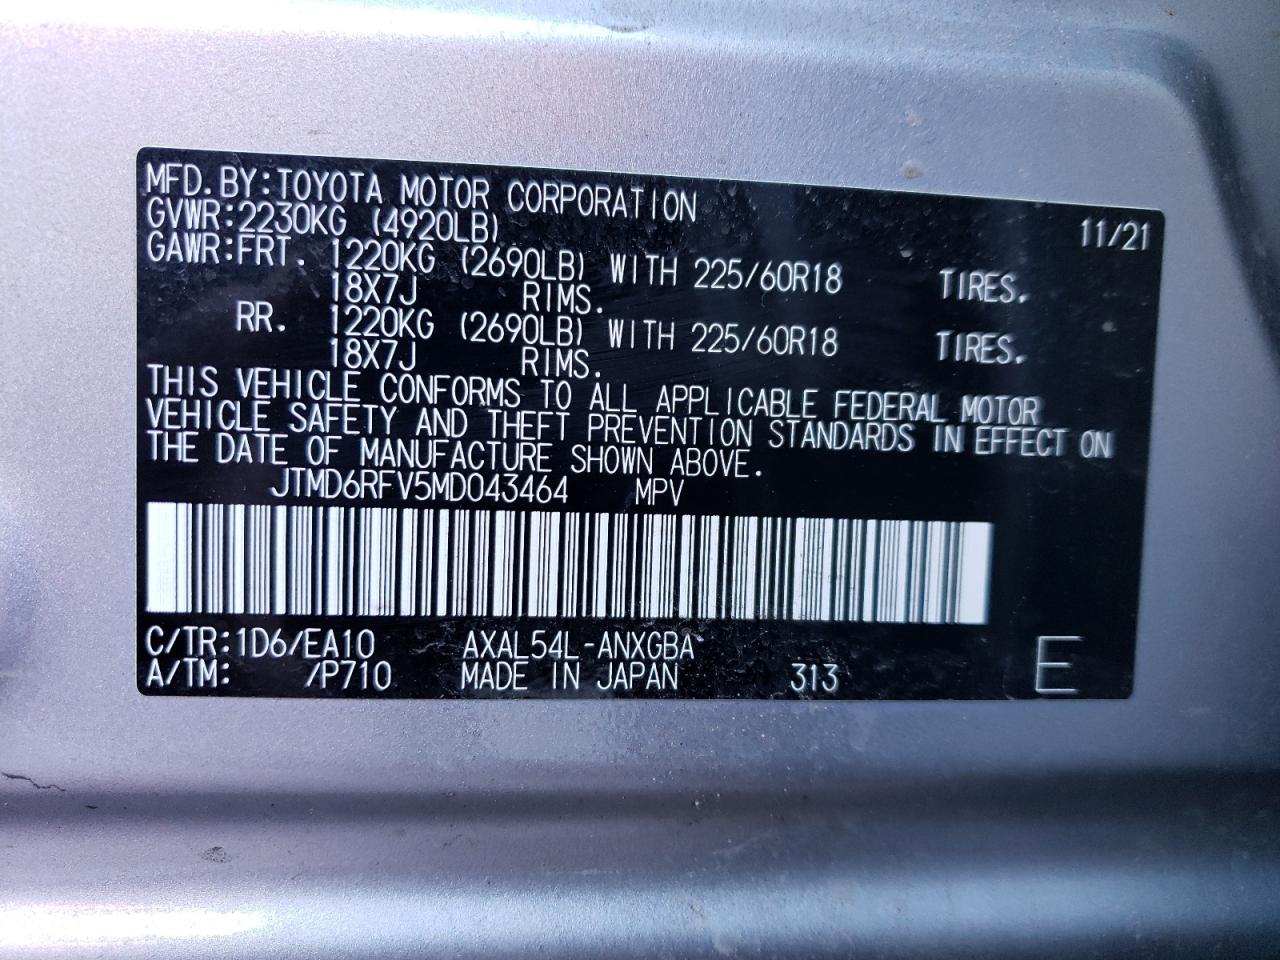 MFD. BY:TOYOTA MOTOR CORPORATION 11/21
GVWR:2230KG (4920LB)
GAWR:FRT. 1220KG (2690LB) WITH 225/60R18 TIRES.
18X7J RIMS.
RR. 1220KG (2690LB) WITH 225/60R18 TIRES.
18X7J RIMS.
THIS VEHICLE CONFORMS TO ALL APPLICABLE FEDERAL MOTOR
VEHICLE SAFETY AND THEFT PREVENTION STANDARDS IN EFFECT ON
THE DATE OF MANUFACTURE SHOWN ABOVE.
JTMD6RFV5MD043464 MPV
C/TR:1D6/EA10 AXAL54L-ANXGBA
A/TM: /P710 MADE IN JAPAN 313 E